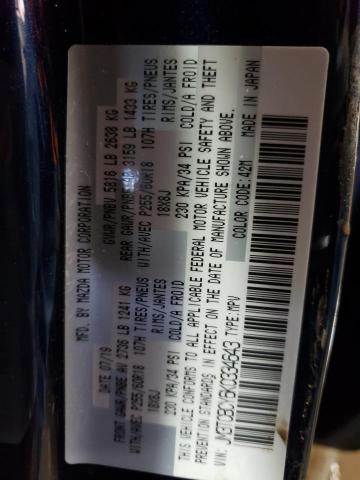 MFD. BY MAZDA MOTOR CORPORATION
DATE: 07/19 GVWR/PNBV 5816 LB 2638 KG
FRONT GAWR/PNBE AV 2736 LB 1241 KG REAR GAWR/PNBE 3159 LB 1433 KG
WITH/AVEC P255/60R18 107H TIRES/PNEUS WITH/AVEC P255/60R18 107H TIRES/PNEUS
18X8J RIMS/JANTES 18X8J RIMS/JANTES
230 KPA/34 PSI COLD/A FROID 230 KPA/34 PSI COLD/A FROID
THIS VEHICLE CONFORMS TO ALL APPLICABLE FEDERAL MOTOR VEHICLE SAFETY AND THEFT
PREVENTION STANDARDS IN EFFECT ON THE DATE OF MANUFACTURE SHOWN ABOVE.
VIN: TYPE: MPV COLOR CODE: 42M MADE IN JAPAN